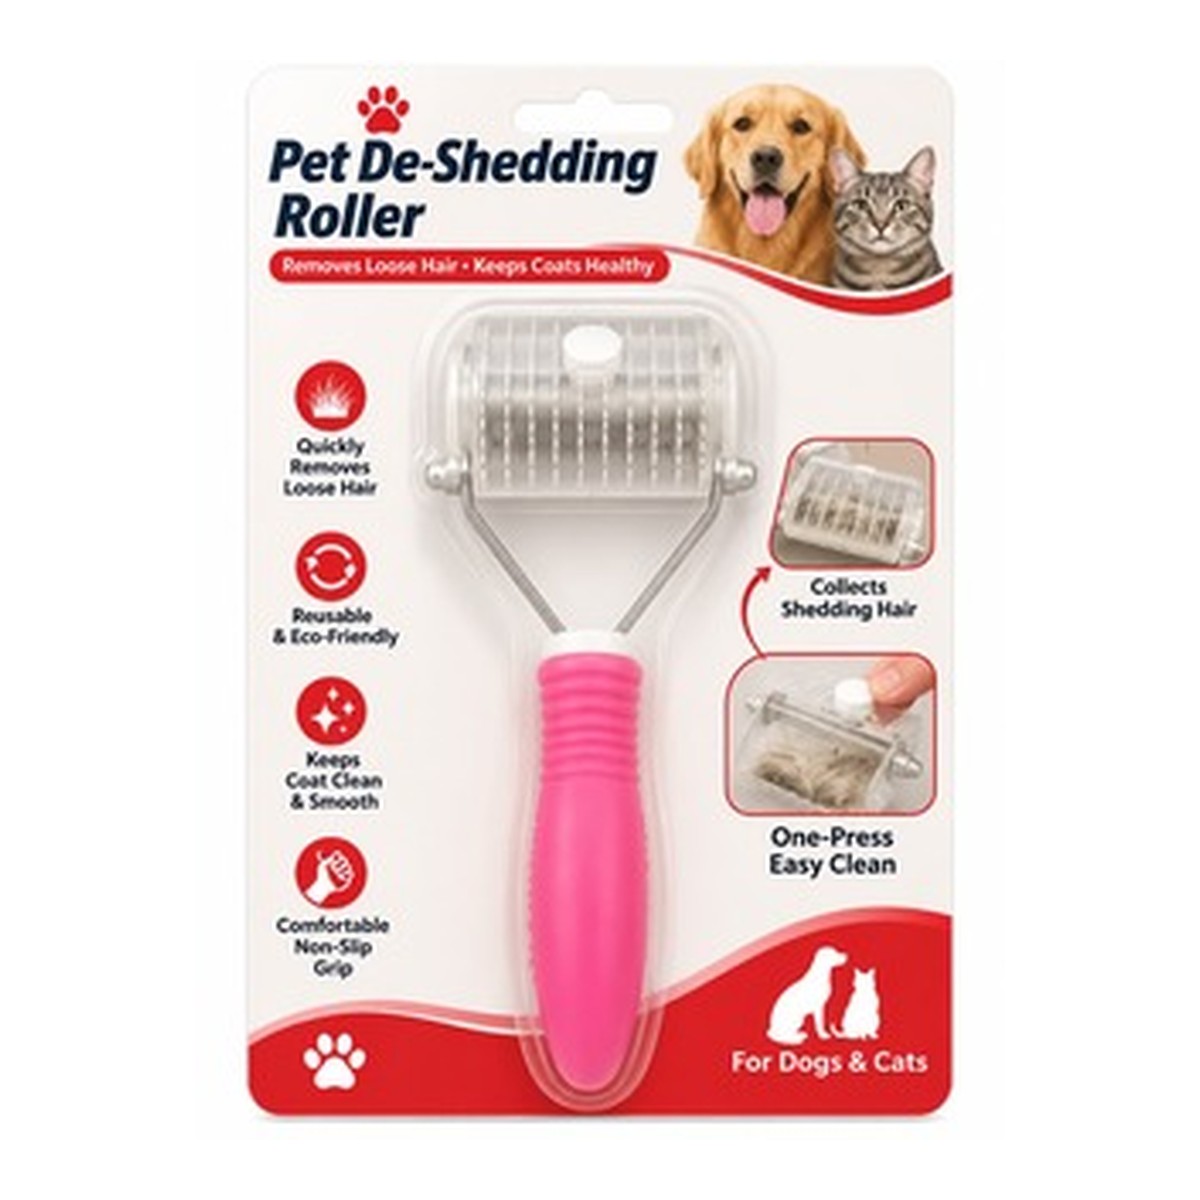 Pet De-Shedding
Roller
Removes Loose Hair • Keeps Coats Healthy
Quickly
Removes
Loose Hair
Reusable
& Eco-Friendly
Keeps
Coat Clean
& Smooth
Comfortable
Non-Slip
Grip
Collects
Shedding Hair
One-Press
Easy Clean
For Dogs & Cats